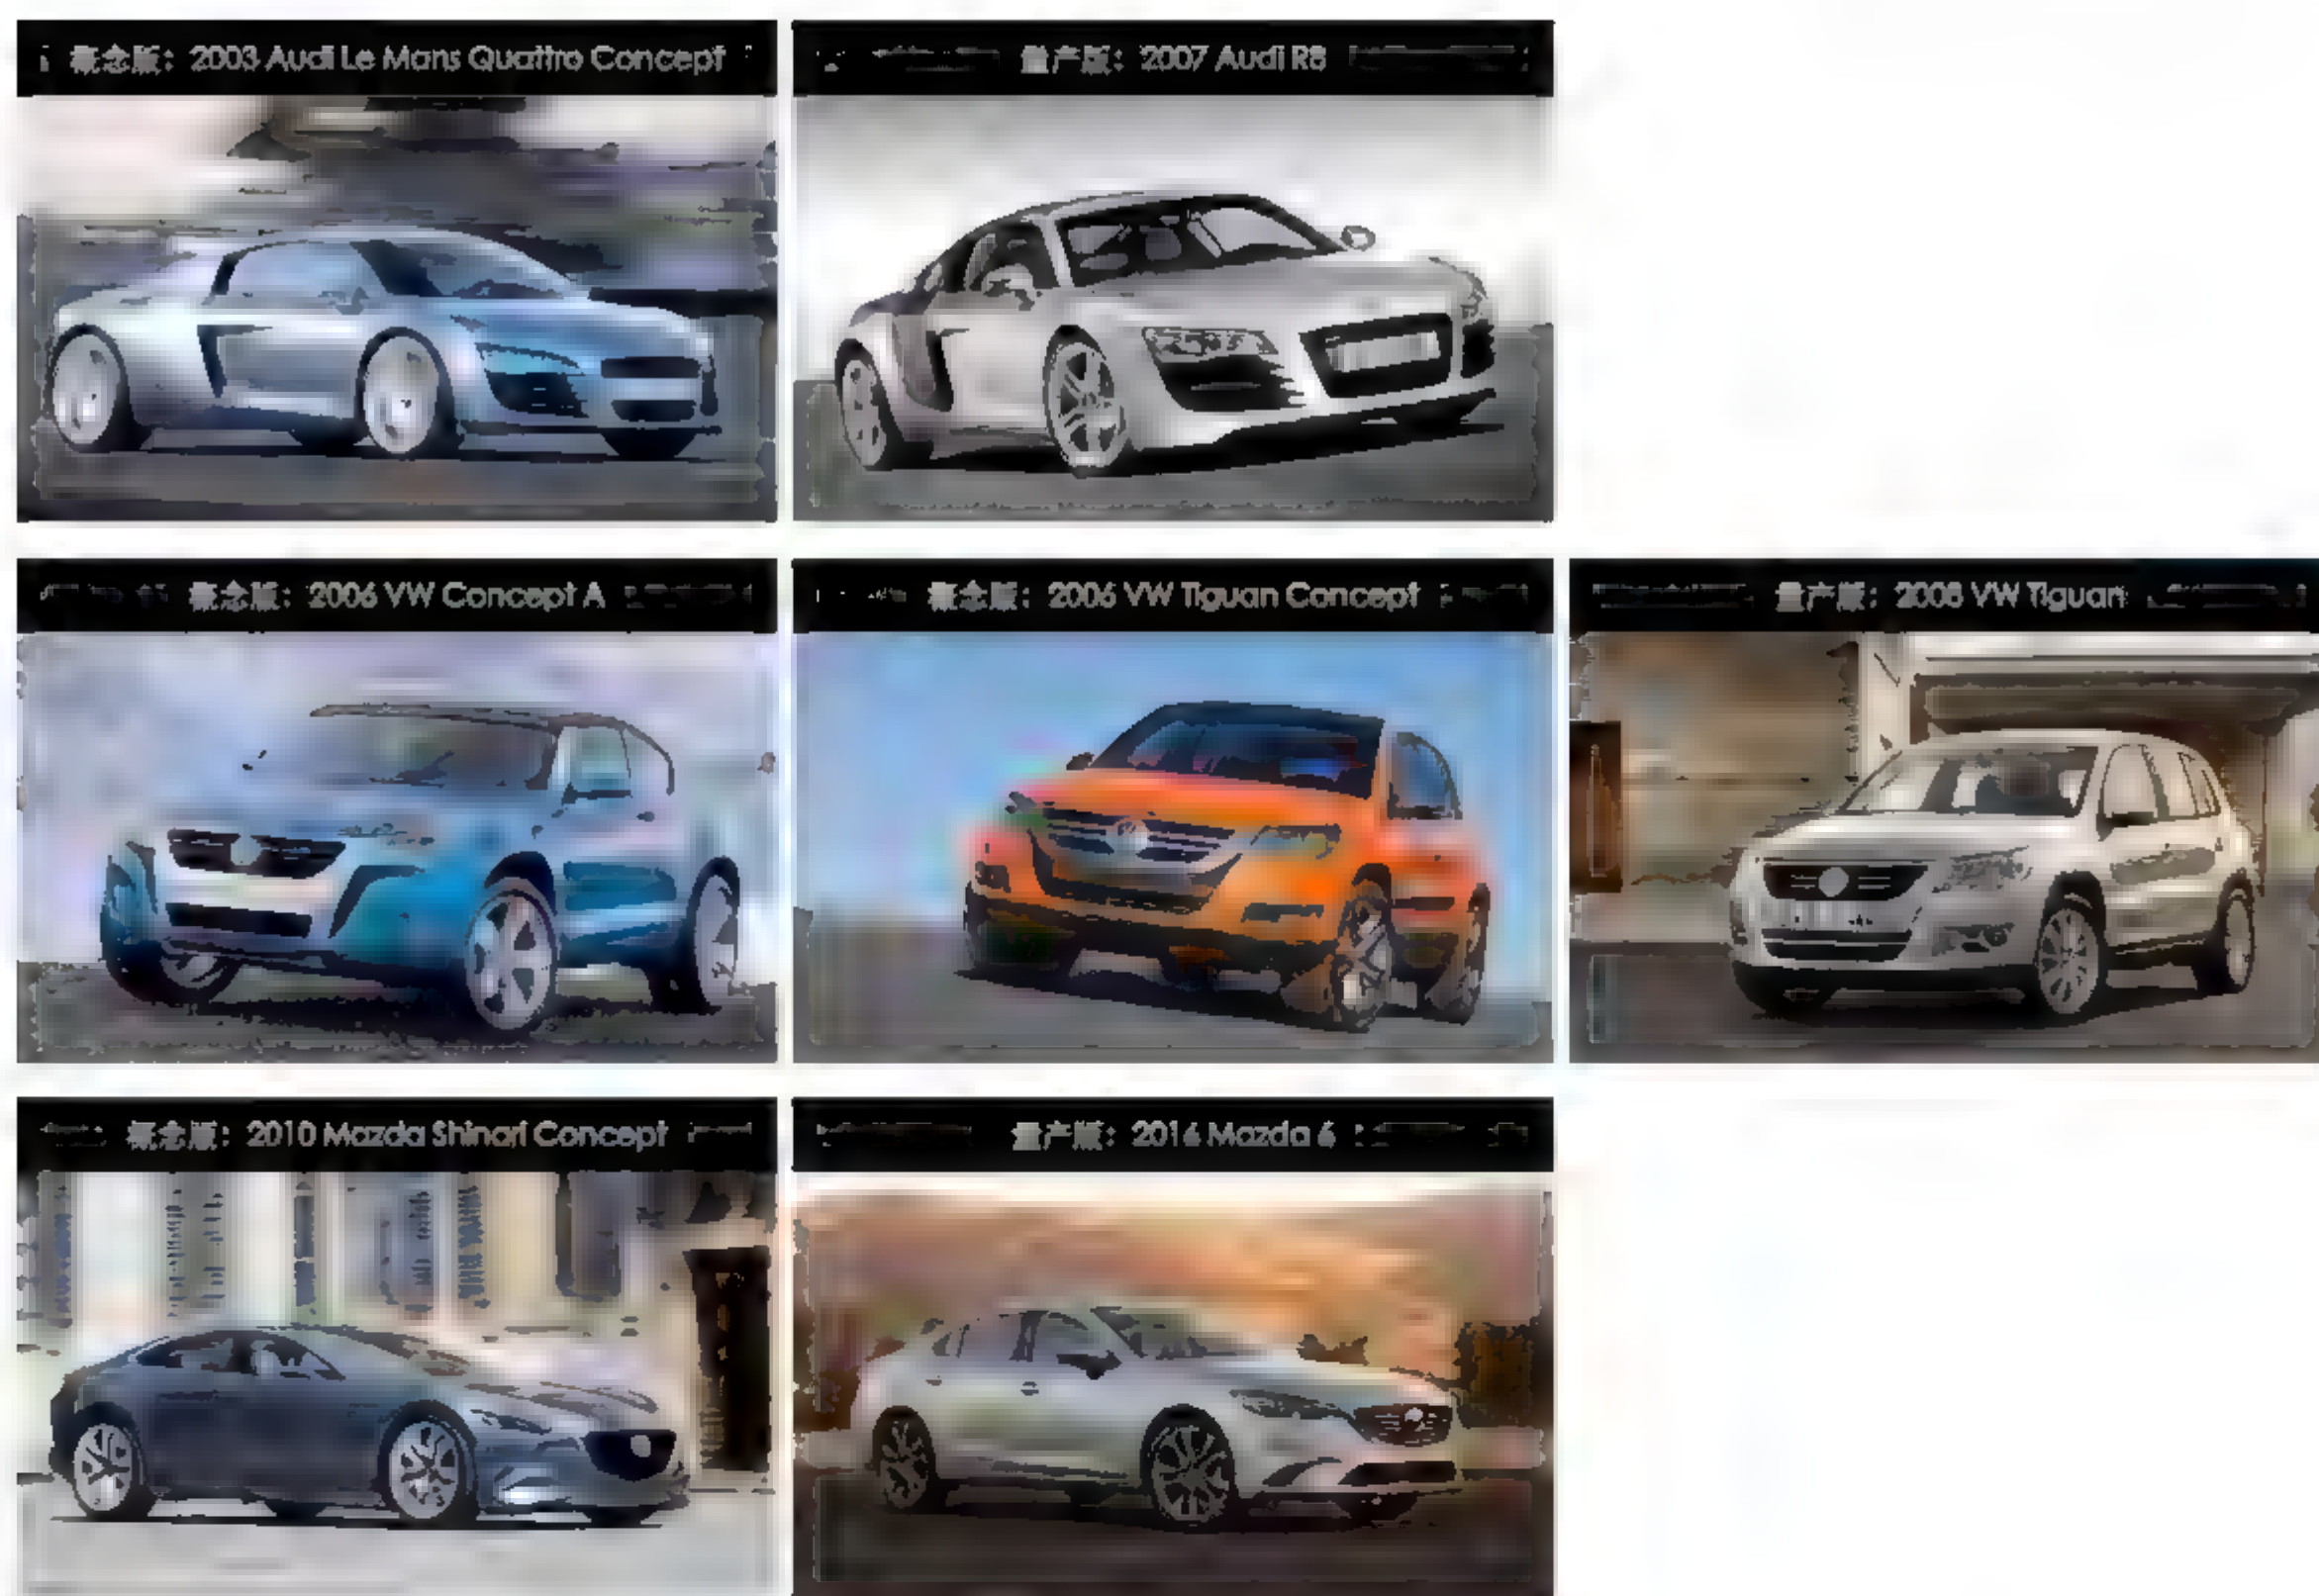 概念版：2003 Audi Le Mans Quattro Concept
量产版：2007 Audi R8
概念版：2006 VW Concept A
概念版：2006 VW Tiguan Concept
量产版：2008 VW Tiguan
概念版：2010 Mazda Shinari Concept
量产版：2014 Mazda 6